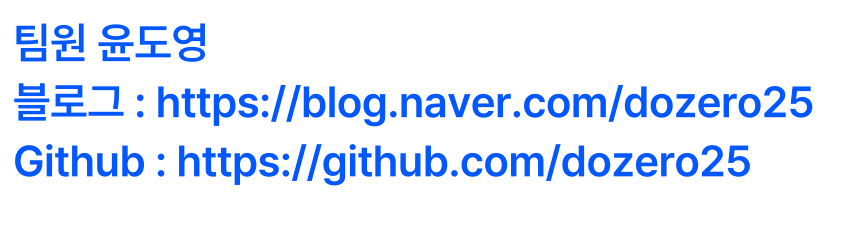 팀원 윤도영
블로그 : https://blog.naver.com/dozero25
Github : https://github.com/dozero25